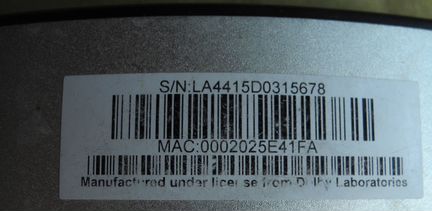 S/N:LA4415D0315678
MAC:0002025E41FA
Manufactured under license from Dolby Laboratories